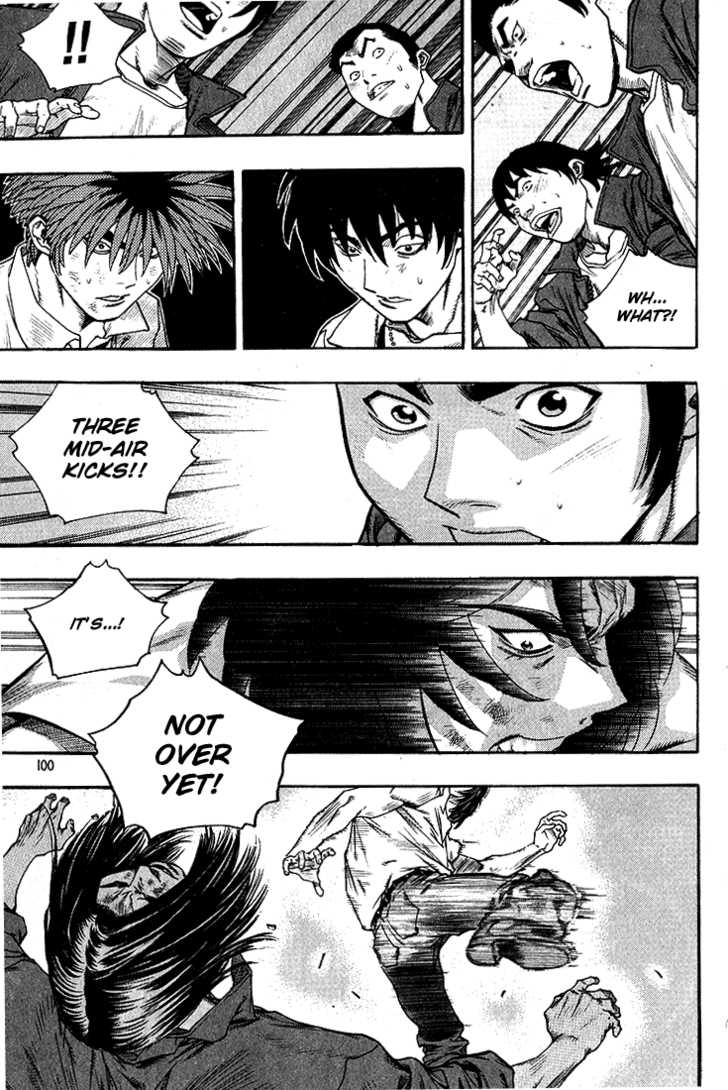 WH...
WHAT?!
!!
THREE
MID-AIR
KICKS!!
IT'S...!
NOT
OVER
YET!
100